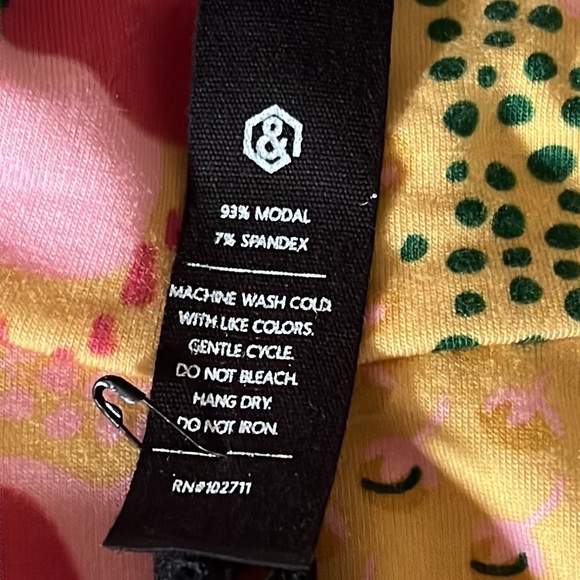 &
93% MODAL
7% SPANDEX
MACHINE WASH COLD
WITH LIKE COLORS.
GENTLE CYCLE.
DO NOT BLEACH.
HANG DRY.
DO NOT IRON.
RN#102711